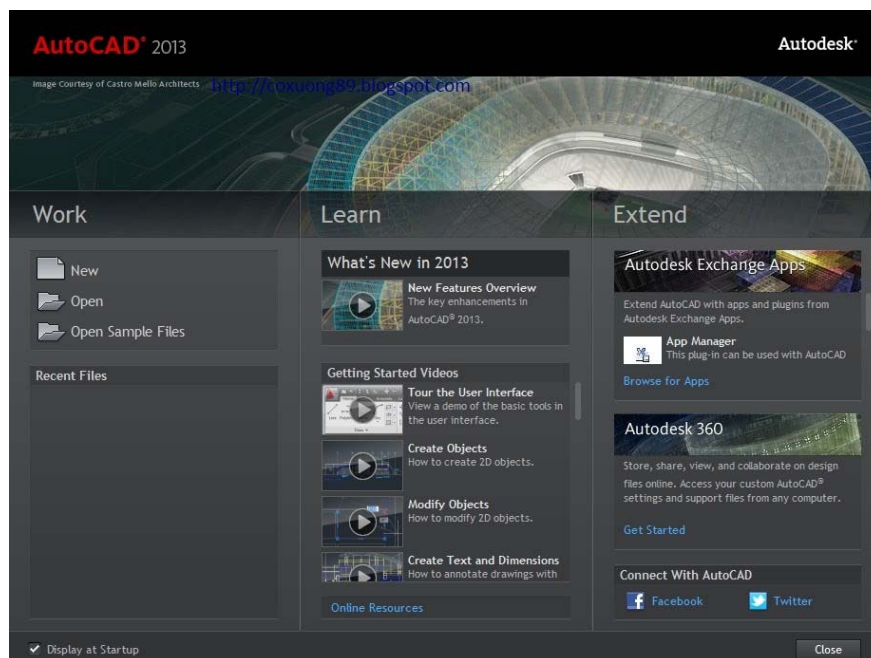 AutoCAD® 2013
Autodesk®
Image Courtesy of Castro Mello Architects
http://coxuong89.blogspot.com
Work
New
Open
Open Sample Files
Recent Files
Learn
What's New in 2013
New Features Overview
The key enhancements in
AutoCAD® 2013.
Getting Started Videos
Tour the User Interface
View a demo of the basic tools in
the user interface.
Create Objects
How to create 2D objects.
Modify Objects
How to modify 2D objects.
Create Text and Dimensions
How to annotate drawings with
Online Resources
Extend
Autodesk Exchange Apps
Extend AutoCAD with apps and plugins from
Autodesk Exchange Apps.
App Manager
This plug-in can be used with AutoCAD
Browse for Apps
Autodesk 360
Store, share, view, and collaborate on design
files online. Access your custom AutoCAD®
settings and support files from any computer.
Get Started
Connect With AutoCAD
Facebook
Twitter
Display at Startup
Close